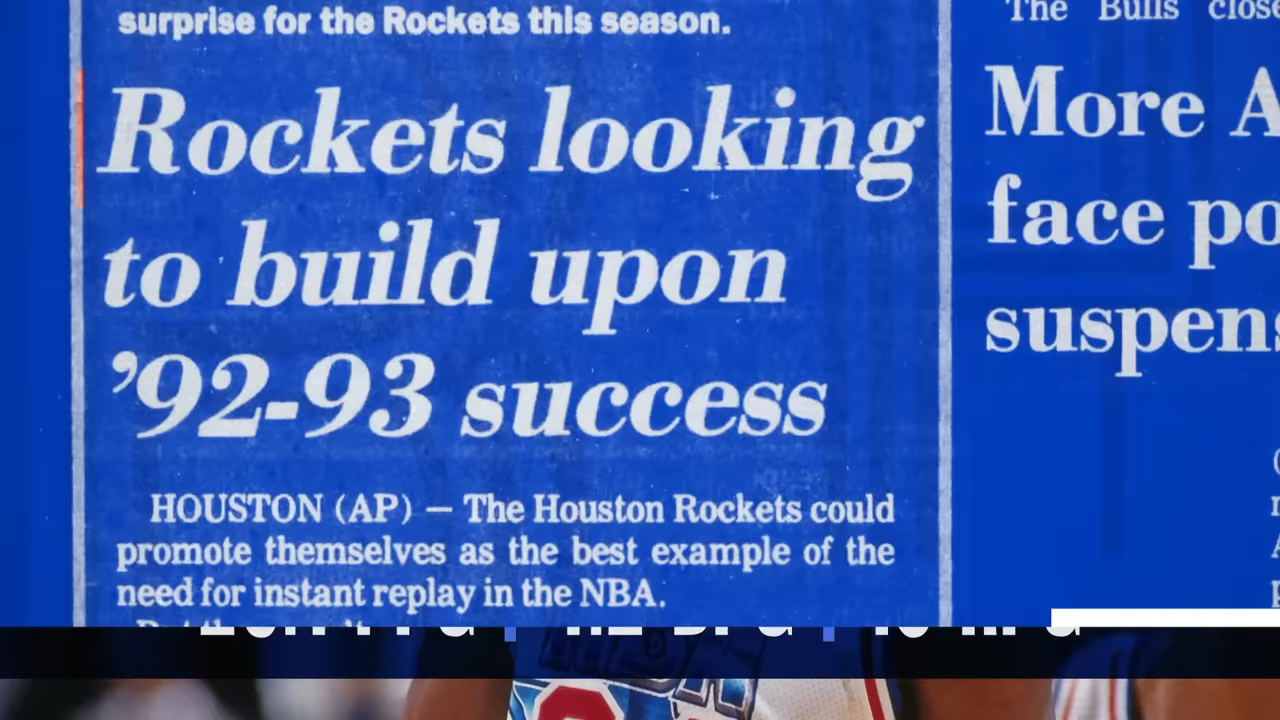 surprise for the Rockets this season.
Rockets looking
to build upon
'92-93 success
HOUSTON (AP) — The Houston Rockets could
promote themselves as the best example of the
need for instant replay in the NBA.
The Bulls
More
face